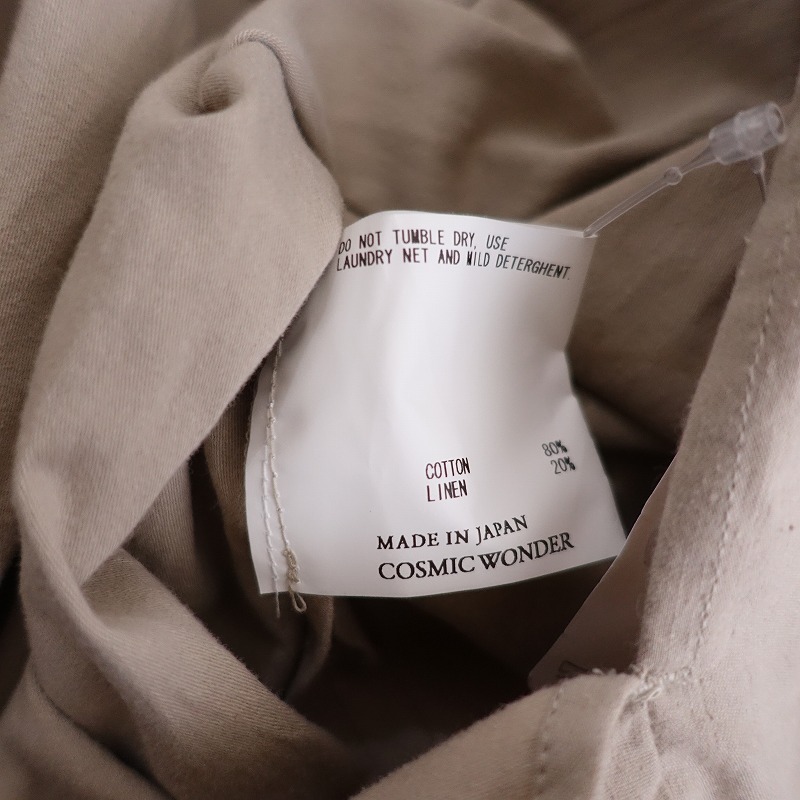 DO NOT TUMBLE DRY, USE
LAUNDRY NET AND MILD DETERGHENT.
COTTON 80%
LINEN 20%
MADE IN JAPAN
COSMIC WONDER